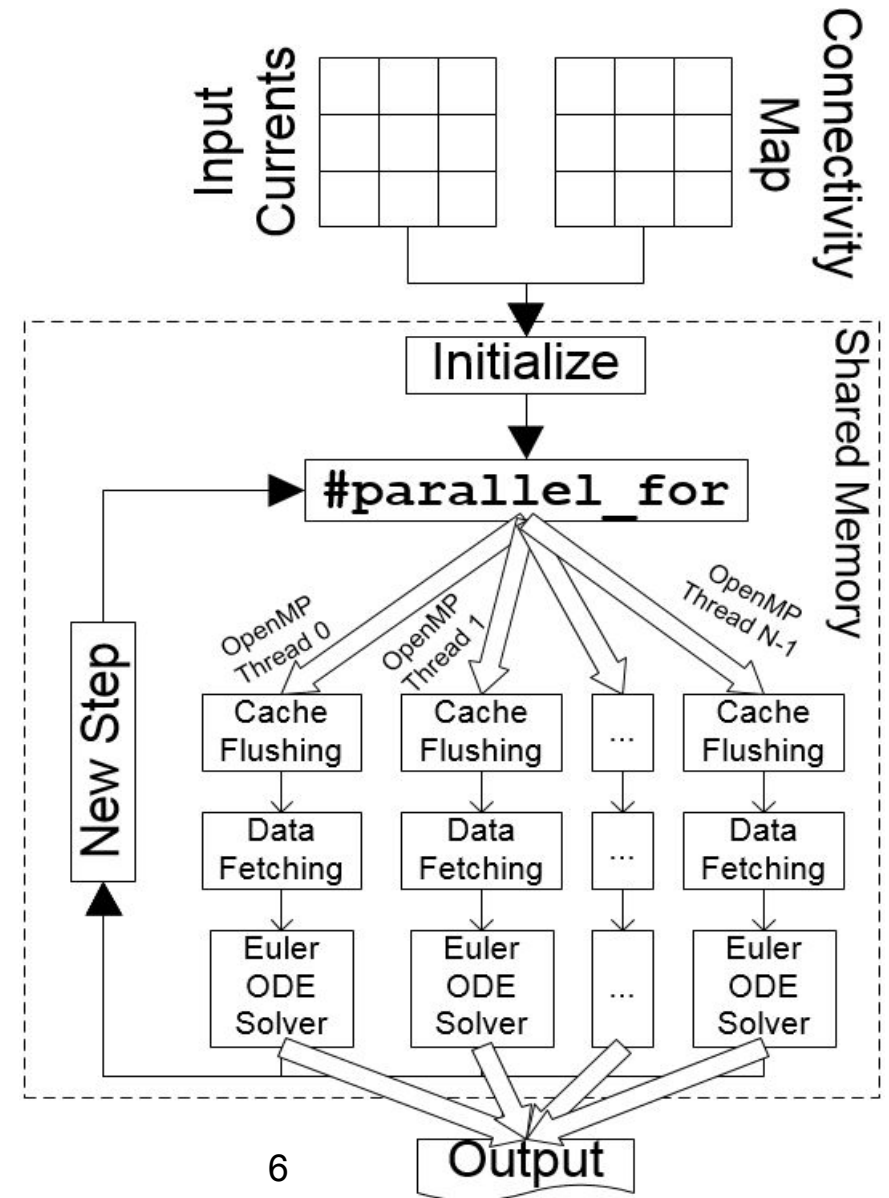 Input
Currents
Connectivity
Map
Shared Memory
Initialize
#parallel_for
OpenMP
Thread 0
OpenMP
Thread 1
OpenMP
Thread N-1
New Step
Cache
Flushing
Cache
Flushing
...
Cache
Flushing
Data
Fetching
Data
Fetching
...
Data
Fetching
Euler
ODE
Solver
Euler
ODE
Solver
...
Euler
ODE
Solver
Output
6